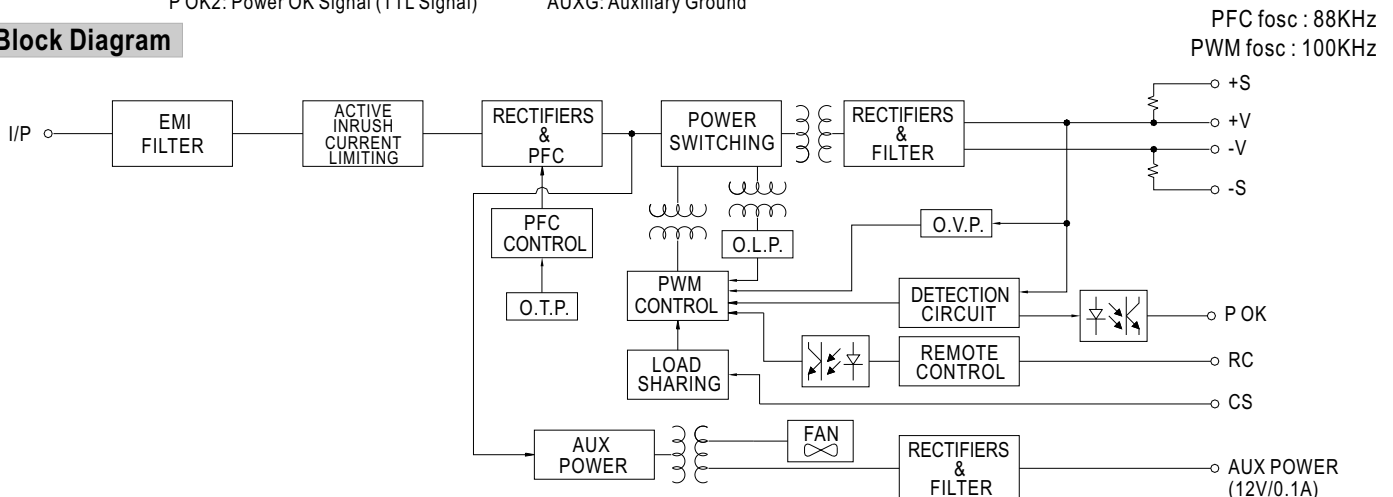 P OK2: Power OK Signal (TTL Signal) AUXG: Auxiliary Ground
Block Diagram
PFC fosc : 88KHz
PWM fosc : 100KHz
I/P
EMI
FILTER
ACTIVE
INRUSH
CURRENT
LIMITING
RECTIFIERS
&
PFC
POWER
SWITCHING
RECTIFIERS
&
FILTER
+S
+V
-V
-S
PFC
CONTROL
O.T.P.
O.L.P.
O.V.P.
PWM
CONTROL
DETECTION
CIRCUIT
P OK
LOAD
SHARING
REMOTE
CONTROL
RC
CS
AUX
POWER
FAN
RECTIFIERS
&
FILTER
AUX POWER
(12V/0.1A)